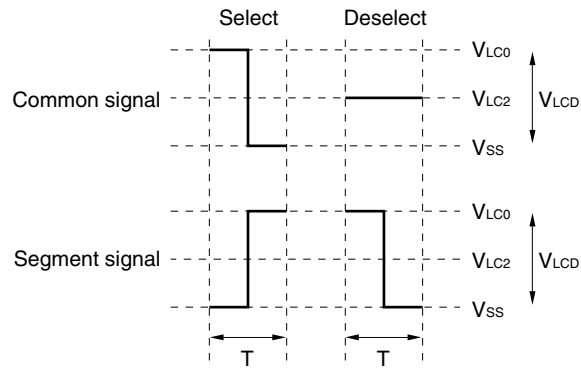 Select Deselect
VLC0
Common signal VLC2 VLCD
VSS
VLC0
Segment signal VLC2 VLCD
VSS
T T